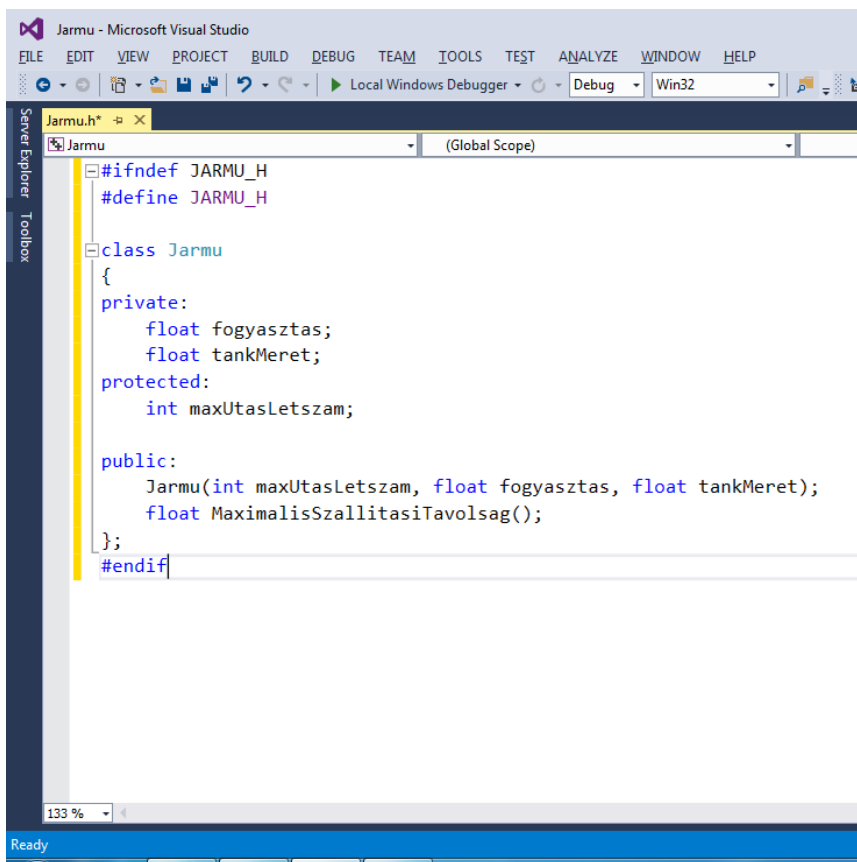 Jarmu - Microsoft Visual Studio
FILE EDIT VIEW PROJECT BUILD DEBUG TEAM TOOLS TEST ANALYZE WINDOW HELP
Local Windows Debugger Debug Win32
Server Explorer
Toolbox
Jarmu.h*
Jarmu (Global Scope)
#ifndef JARMU_H
#define JARMU_H
class Jarmu
{
private:
float fogyasztas;
float tankMeret;
protected:
int maxUtasLetszam;
public:
Jarmu(int maxUtasLetszam, float fogyasztas, float tankMeret);
float MaximalisSzallitasiTavolsag();
};
#endif
133 %
Ready